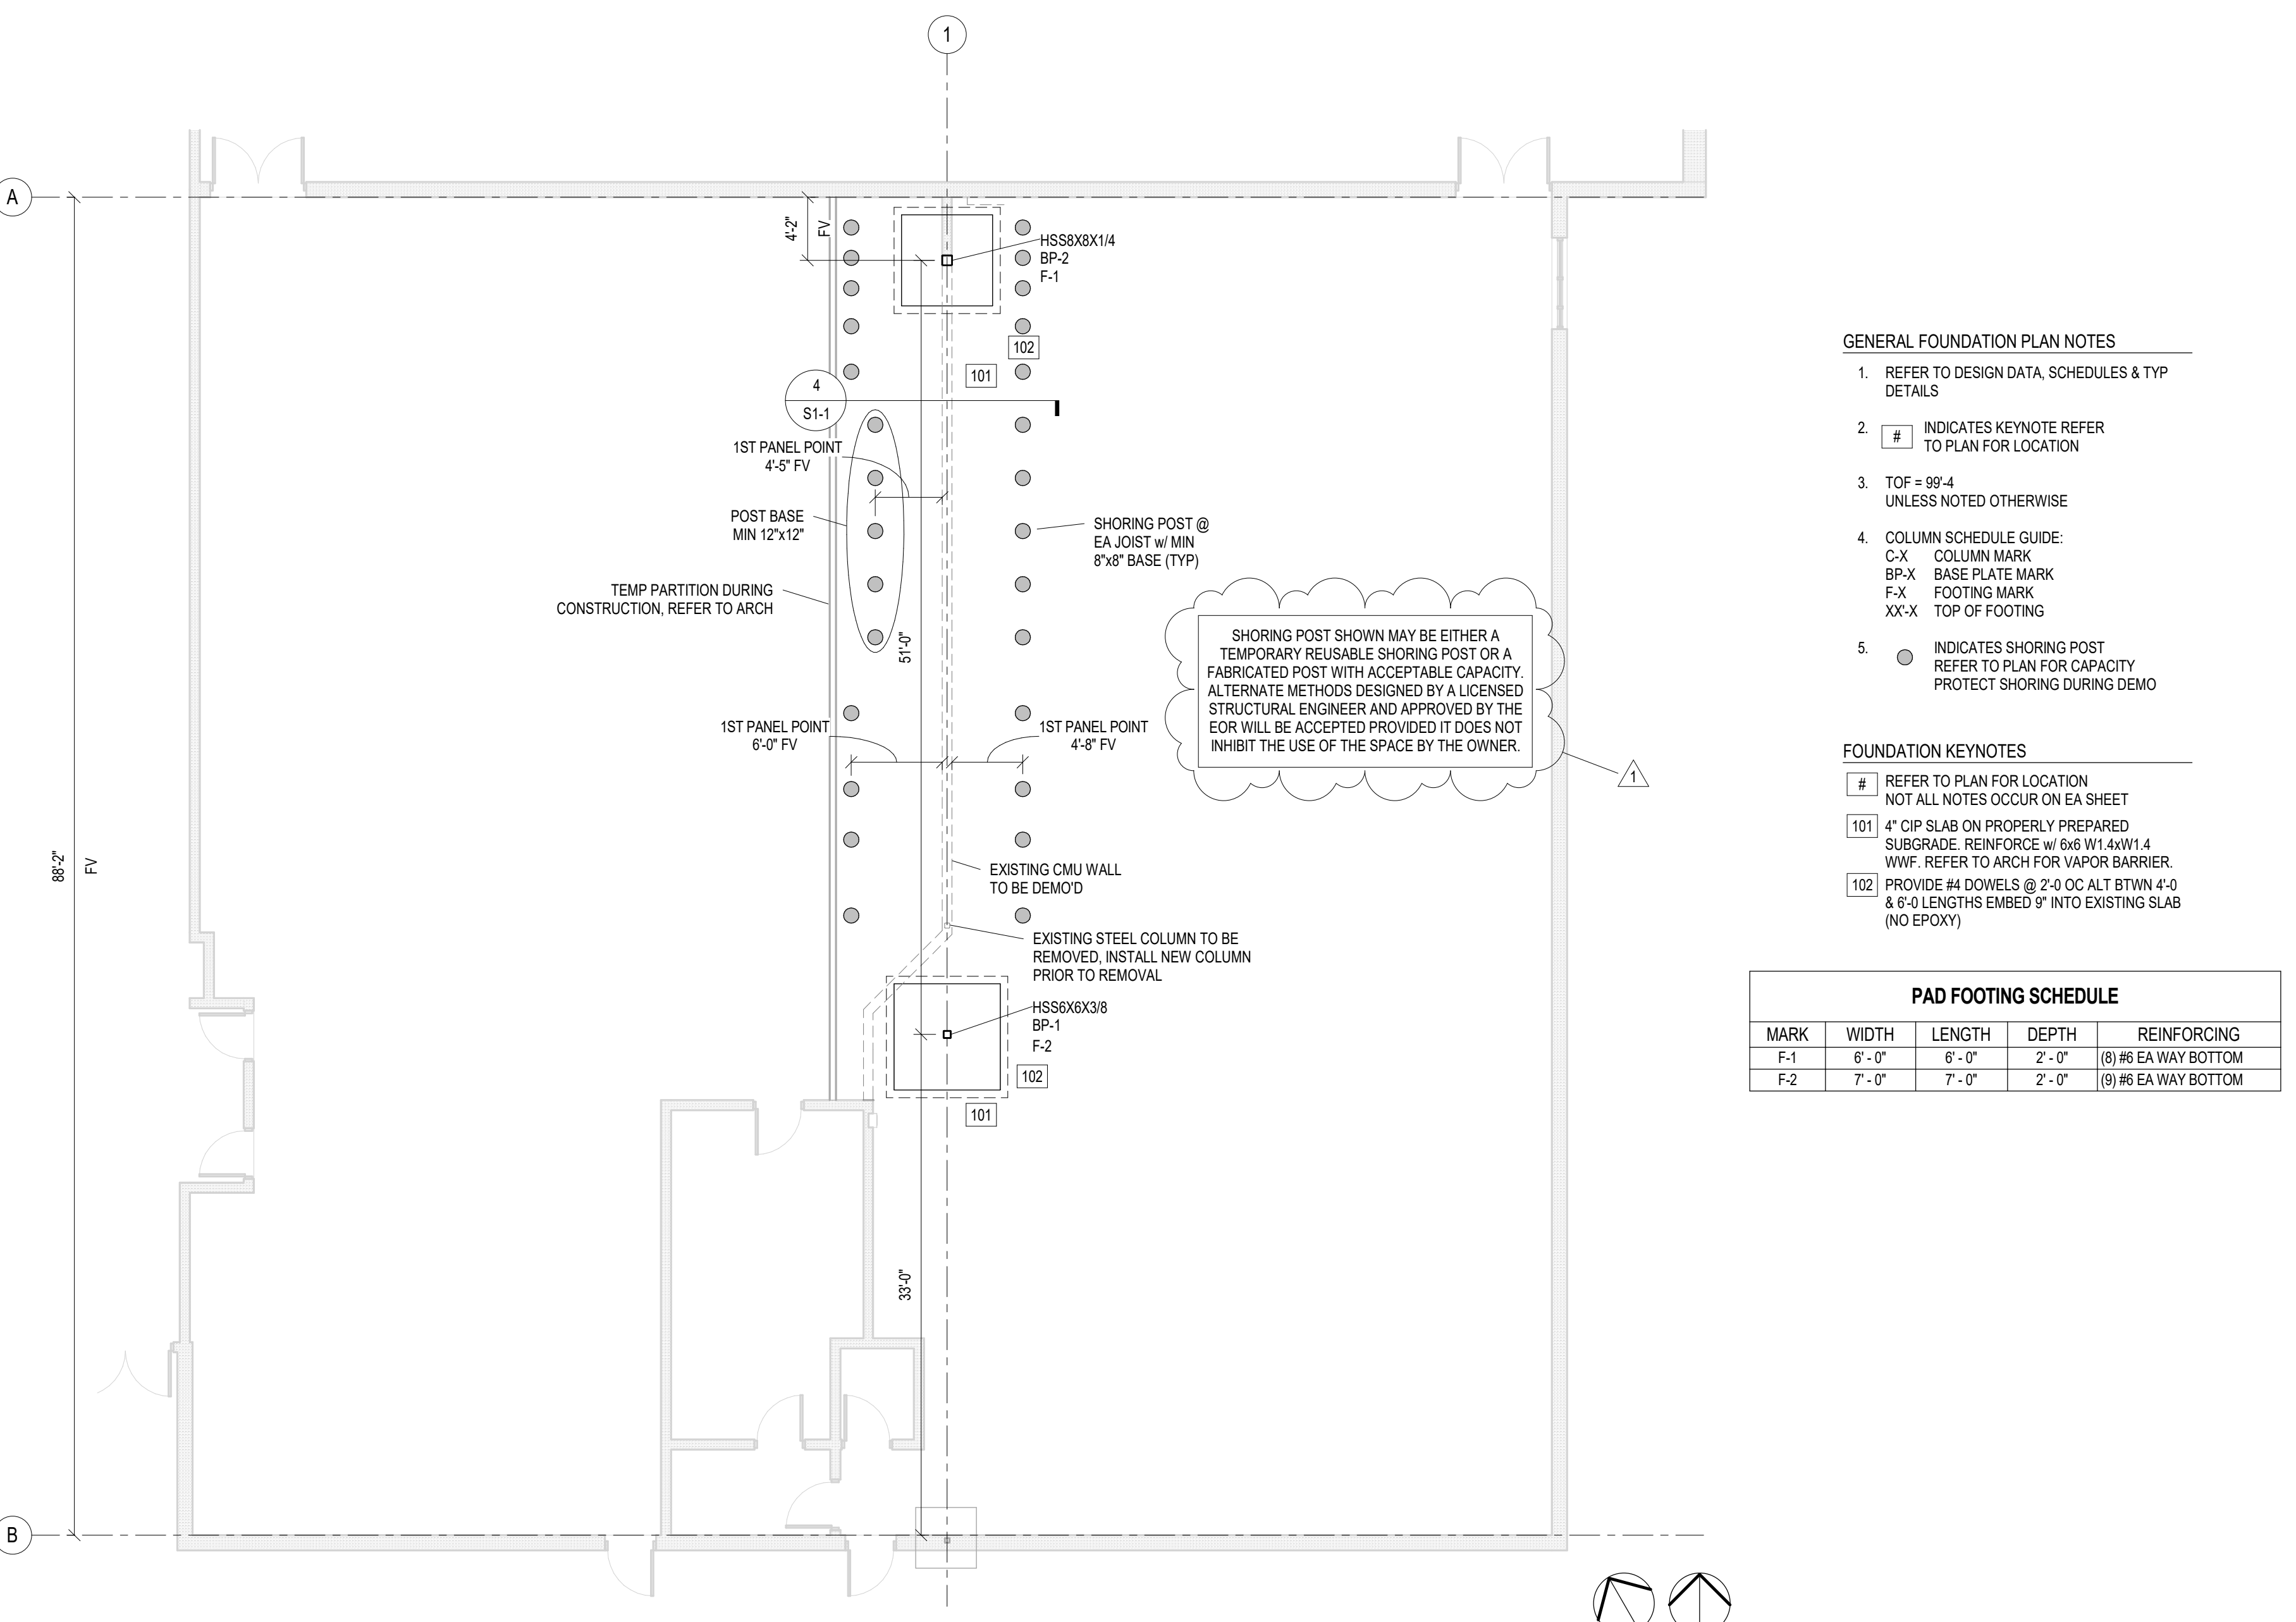 1
A
4'-2"
FV
HSS8X8X1/4
BP-2
F-1
102
101
4
S1-1
1ST PANEL POINT
4'-5" FV
POST BASE
MIN 12"x12"
SHORING POST @
EA JOIST w/ MIN
8"x8" BASE (TYP)
TEMP PARTITION DURING
CONSTRUCTION, REFER TO ARCH
51'-0"
SHORING POST SHOWN MAY BE EITHER A
TEMPORARY REUSABLE SHORING POST OR A
FABRICATED POST WITH ACCEPTABLE CAPACITY.
ALTERNATE METHODS DESIGNED BY A LICENSED
STRUCTURAL ENGINEER AND APPROVED BY THE
EOR WILL BE ACCEPTED PROVIDED IT DOES NOT
INHIBIT THE USE OF THE SPACE BY THE OWNER.
1
1ST PANEL POINT
6'-0" FV
1ST PANEL POINT
4'-8" FV
88'-2"
FV
EXISTING CMU WALL
TO BE DEMO'D
EXISTING STEEL COLUMN TO BE
REMOVED, INSTALL NEW COLUMN
PRIOR TO REMOVAL
HSS6X6X3/8
BP-1
F-2
102
101
33'-0"
B
GENERAL FOUNDATION PLAN NOTES
1. REFER TO DESIGN DATA, SCHEDULES & TYP
DETAILS
2. # INDICATES KEYNOTE REFER
TO PLAN FOR LOCATION
3. TOF = 99'-4
UNLESS NOTED OTHERWISE
4. COLUMN SCHEDULE GUIDE:
C-X COLUMN MARK
BP-X BASE PLATE MARK
F-X FOOTING MARK
XX'-X TOP OF FOOTING
5. INDICATES SHORING POST
REFER TO PLAN FOR CAPACITY
PROTECT SHORING DURING DEMO
FOUNDATION KEYNOTES
# REFER TO PLAN FOR LOCATION
NOT ALL NOTES OCCUR ON EA SHEET
101 4" CIP SLAB ON PROPERLY PREPARED
SUBGRADE. REINFORCE w/ 6x6 W1.4xW1.4
WWF. REFER TO ARCH FOR VAPOR BARRIER.
102 PROVIDE #4 DOWELS @ 2'-0 OC ALT BTWN 4'-0
& 6'-0 LENGTHS EMBED 9" INTO EXISTING SLAB
(NO EPOXY)
PAD FOOTING SCHEDULE
MARK WIDTH LENGTH DEPTH REINFORCING
F-1 6' - 0" 6' - 0" 2' - 0" (8) #6 EA WAY BOTTOM
F-2 7' - 0" 7' - 0" 2' - 0" (9) #6 EA WAY BOTTOM